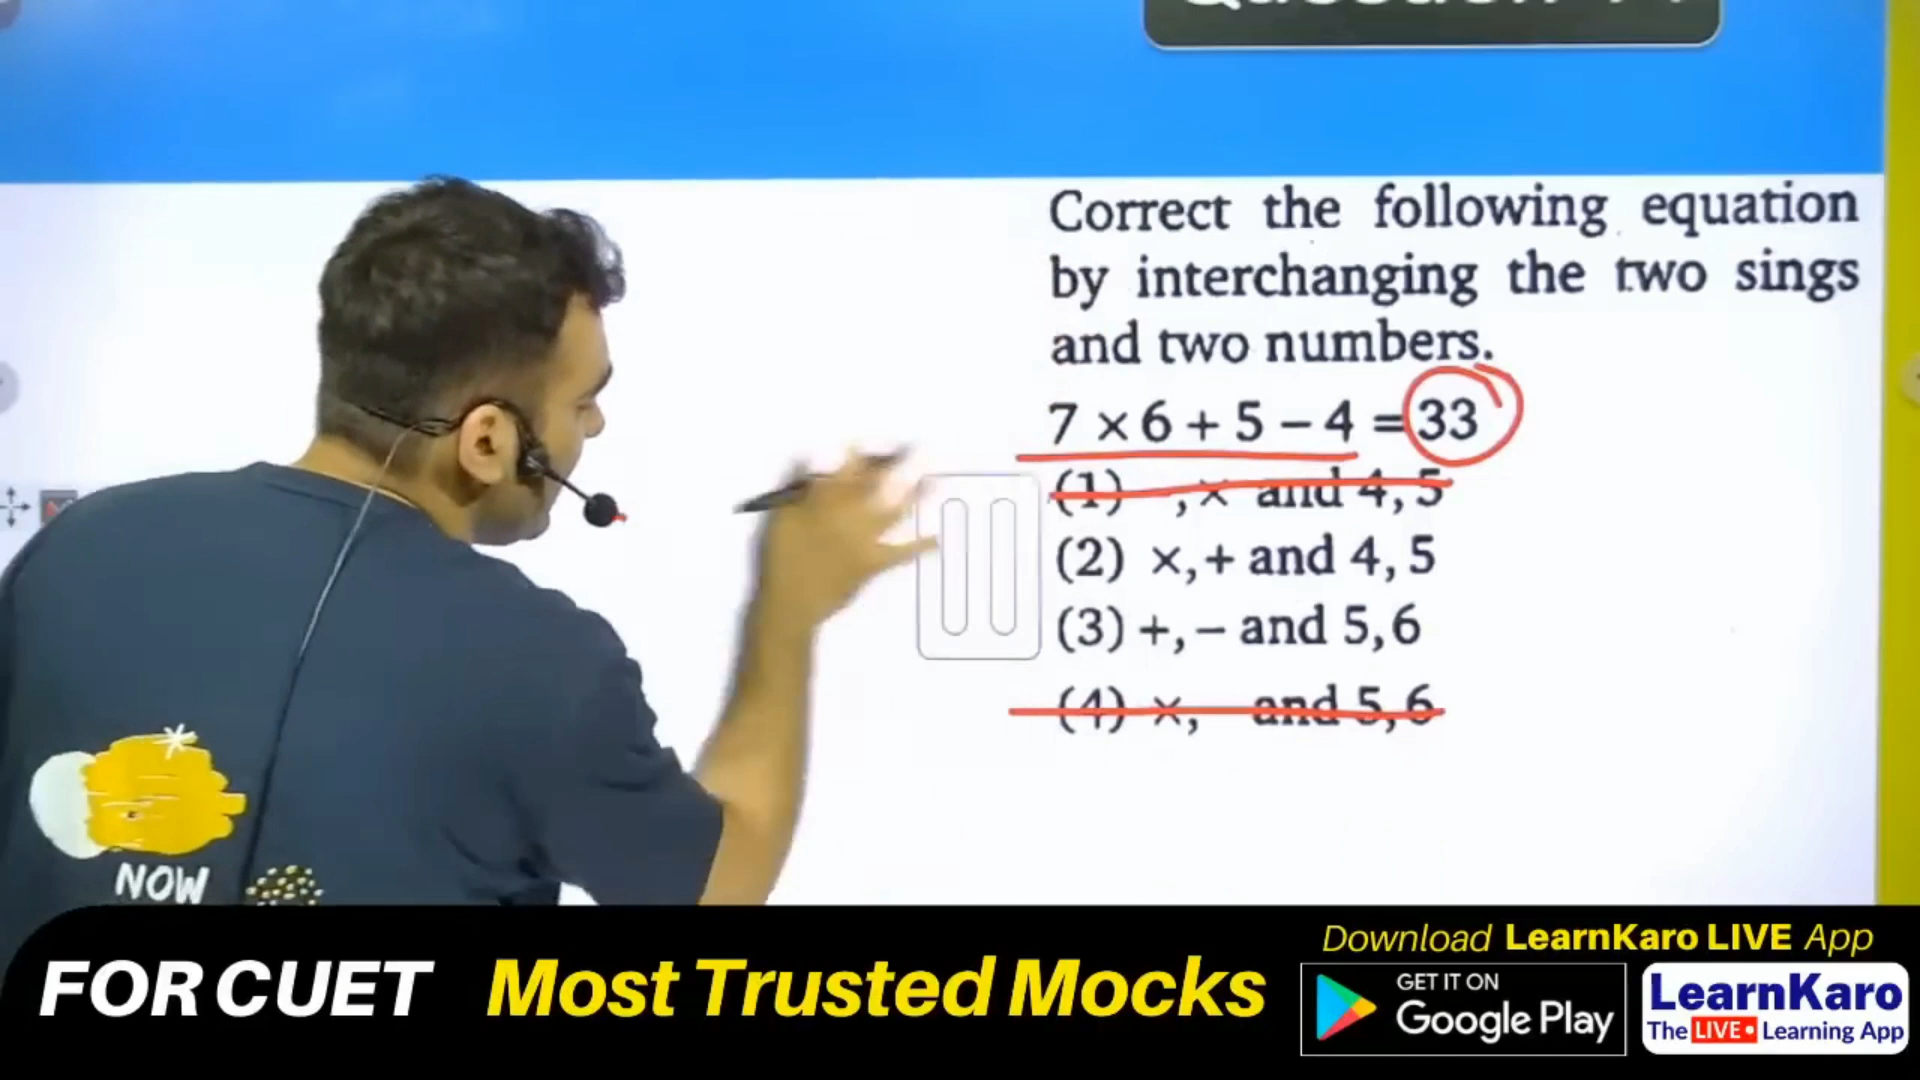 Correct the following equation
by interchanging the two sings
and two numbers.
7 × 6 + 5 − 4 = 33
(1) , × and 4, 5
(2) ×, + and 4, 5
(3) +, − and 5, 6
(4) ×, and 5, 6
NOW
FOR CUET Most Trusted Mocks
Download LearnKaro LIVE App
GET IT ON
Google Play
LearnKaro
The LIVE Learning App